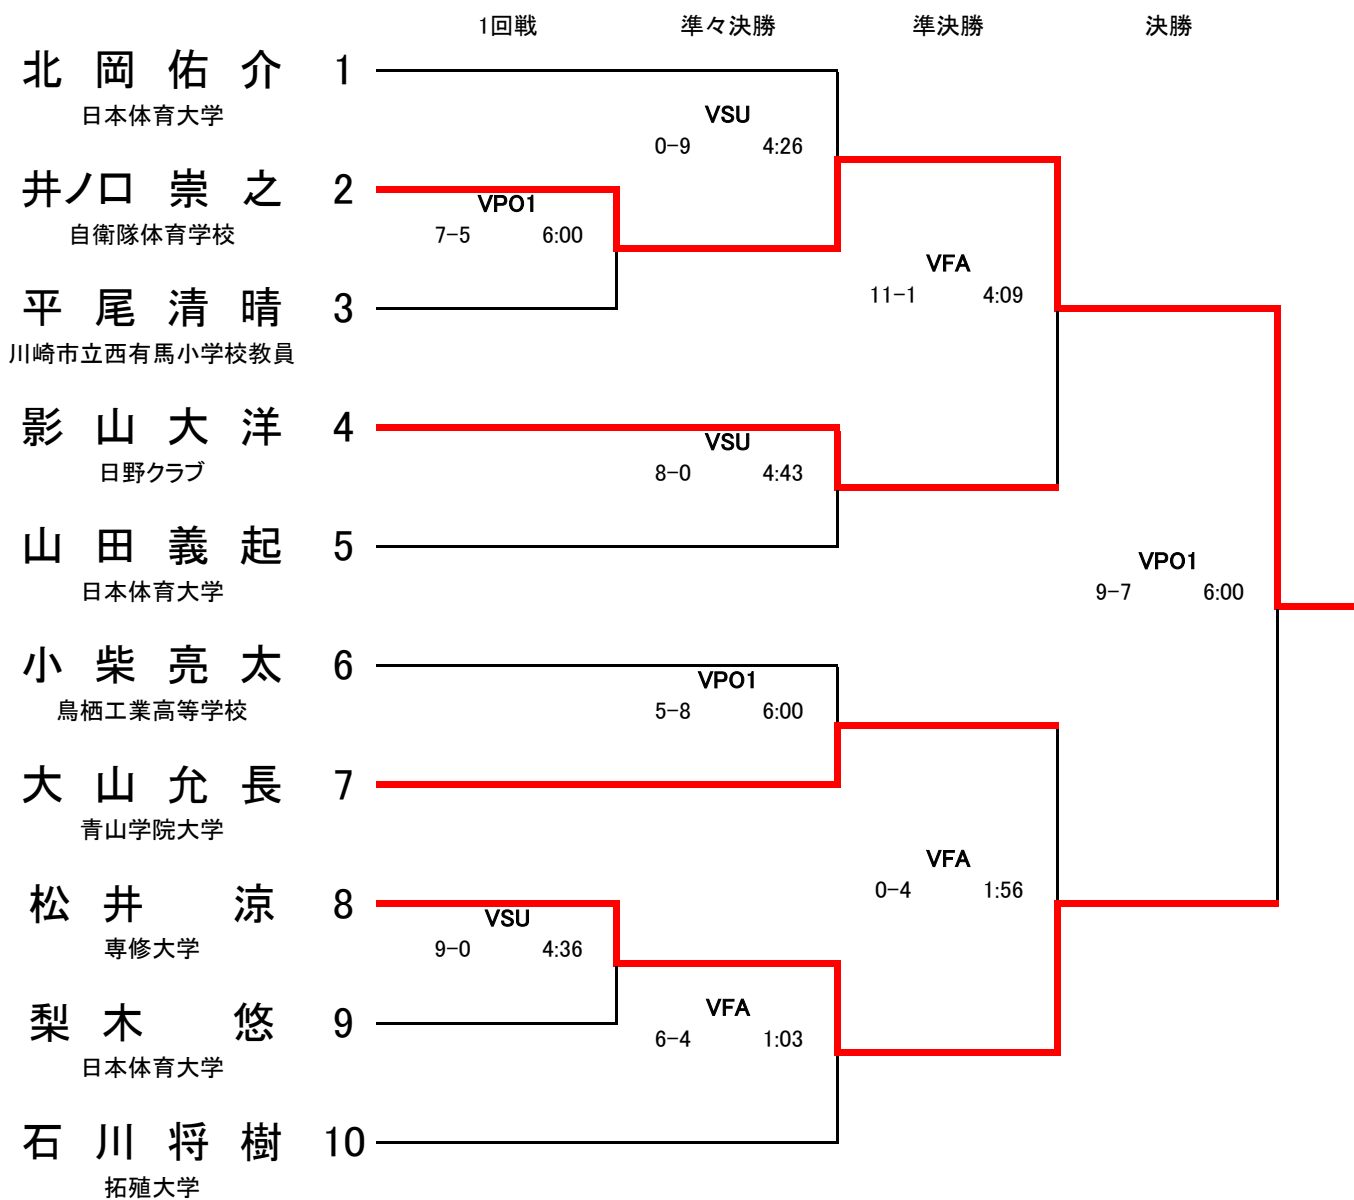 1回戦 準々決勝 準決勝 決勝
北岡佑介 1
日本体育大学
VSU
0-9 4:26
井ノ口 崇之 2
自衛隊体育学校
VPO1
7-5 6:00
VFA
11-1 4:09
平尾清晴 3
川崎市立西有馬小学校教員
影山大洋 4
日野クラブ
VSU
8-0 4:43
山田義起 5
日本体育大学
VPO1
9-7 6:00
小柴亮太 6
鳥栖工業高等学校
VPO1
5-8 6:00
大山允長 7
青山学院大学
VFA
0-4 1:56
松井 涼 8
専修大学
VSU
9-0 4:36
梨木 悠 9
日本体育大学
VFA
6-4 1:03
石川将樹 10
拓殖大学